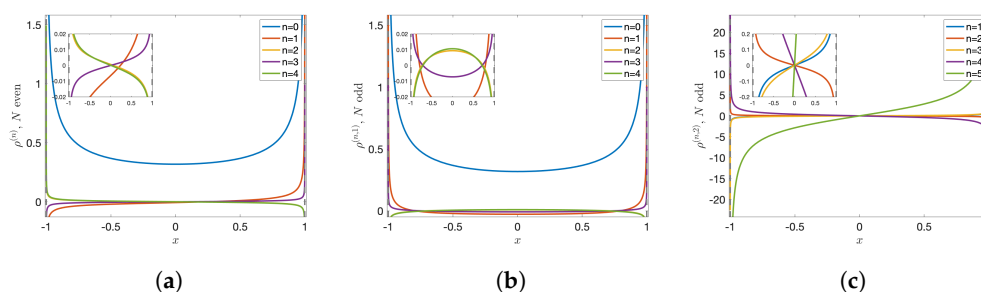 1.5
1
0.5
0
-1
-0.5
0
0.5
1
x
ρ^(n), N even
n=0
n=1
n=2
n=3
n=4
0.02
0.01
0
-0.01
-0.02
-1
-0.5
0
0.5
1
(a)
1.5
1
0.5
0
-1
-0.5
0
0.5
1
x
ρ^(n,1), N odd
n=0
n=1
n=2
n=3
n=4
0.02
0.01
0
-0.01
-0.02
-1
-0.5
0
0.5
1
(b)
20
15
10
5
0
-5
-10
-15
-20
-1
-0.5
0
0.5
x
ρ^(n,2), N odd
n=1
n=2
n=3
n=4
n=5
0.2
0.1
0
-0.1
-0.2
-1
-0.5
0
0.5
1
(c)